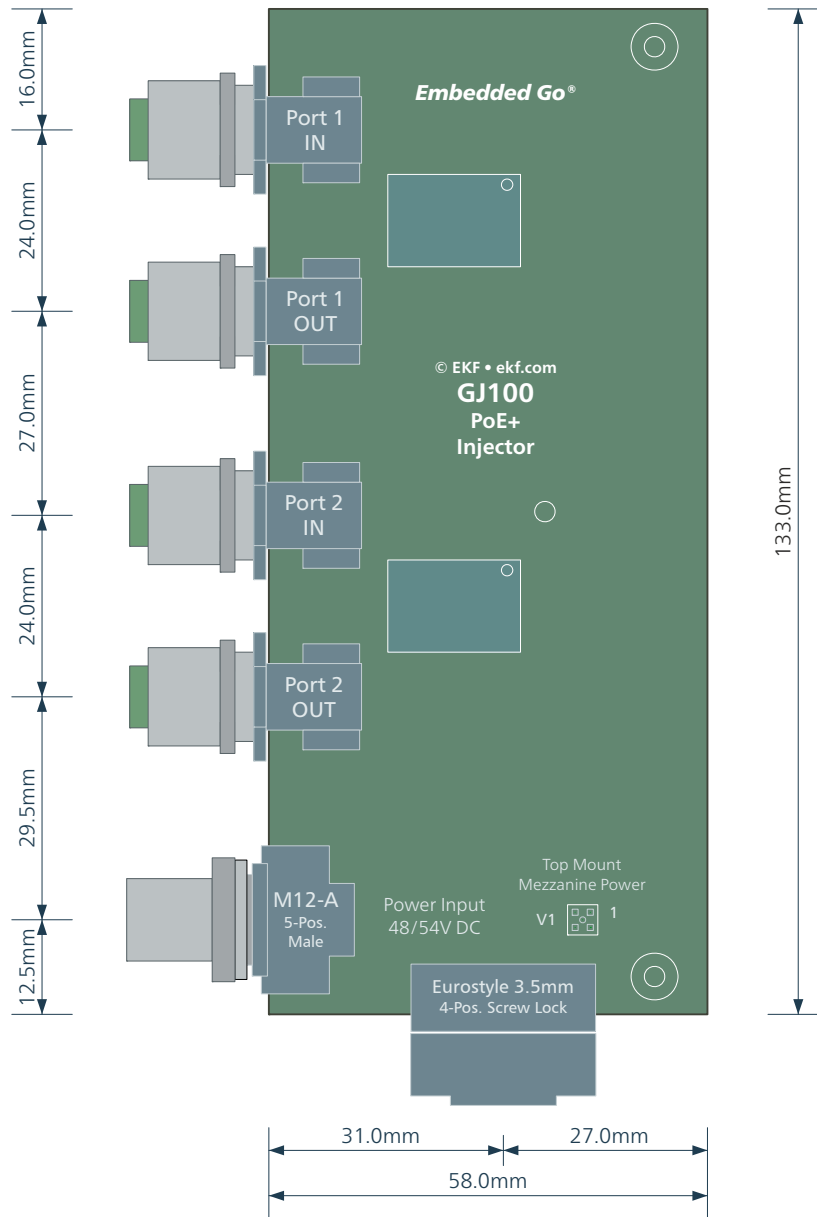 16.0mm
24.0mm
27.0mm
24.0mm
29.5mm
12.5mm
Embedded Go®
Port 1
IN
Port 1
OUT
© EKF • ekf.com
GJ100
PoE+
Injector
Port 2
IN
Port 2
OUT
133.0mm
Top Mount
Mezzanine Power
V1
1
M12-A
5-Pos.
Male
Power Input
48/54V DC
Eurostyle 3.5mm
4-Pos. Screw Lock
31.0mm
27.0mm
58.0mm